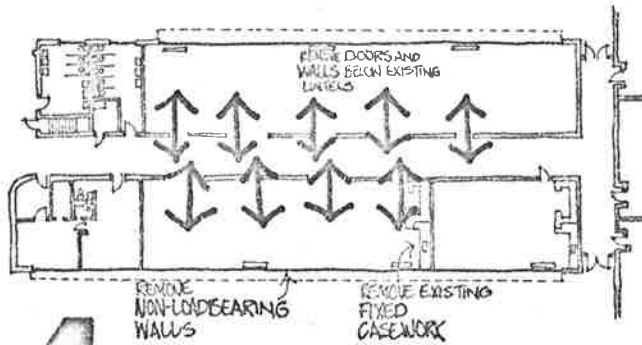 REMOVE DOORS AND
WALLS BELOW EXISTING
LINTELS
REMOVE
NON-LOADBEARING
WALLS
REMOVE EXISTING
FIXED
CASEWORK